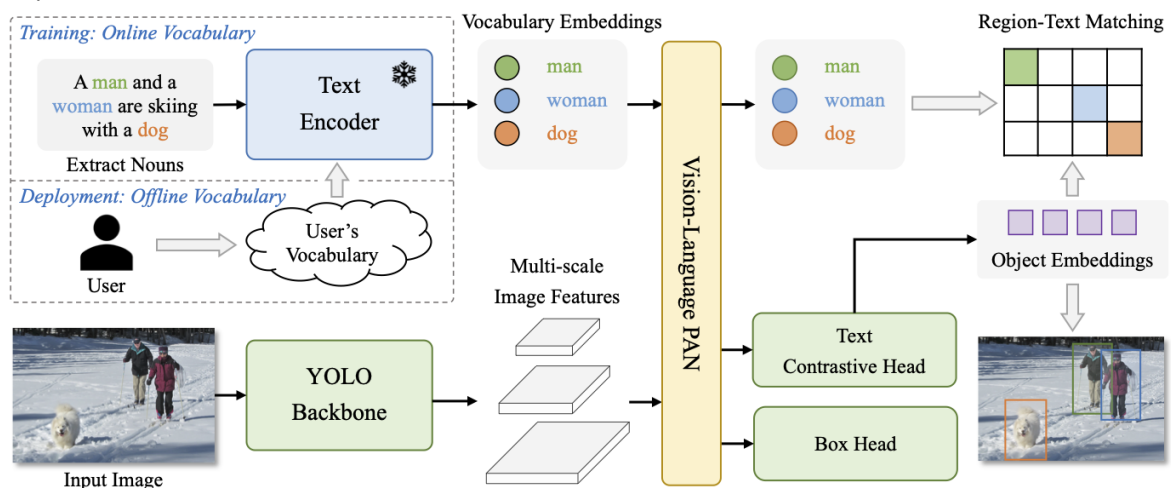 Training: Online Vocabulary
A man and a
woman are skiing
with a dog
Extract Nouns
Text
Encoder
Deployment: Offline Vocabulary
User
User's
Vocabulary
Vocabulary Embeddings
man
woman
dog
Vision-Language PAN
man
woman
dog
Region-Text Matching
Object Embeddings
Input Image
YOLO
Backbone
Multi-scale
Image Features
Text
Contrastive Head
Box Head